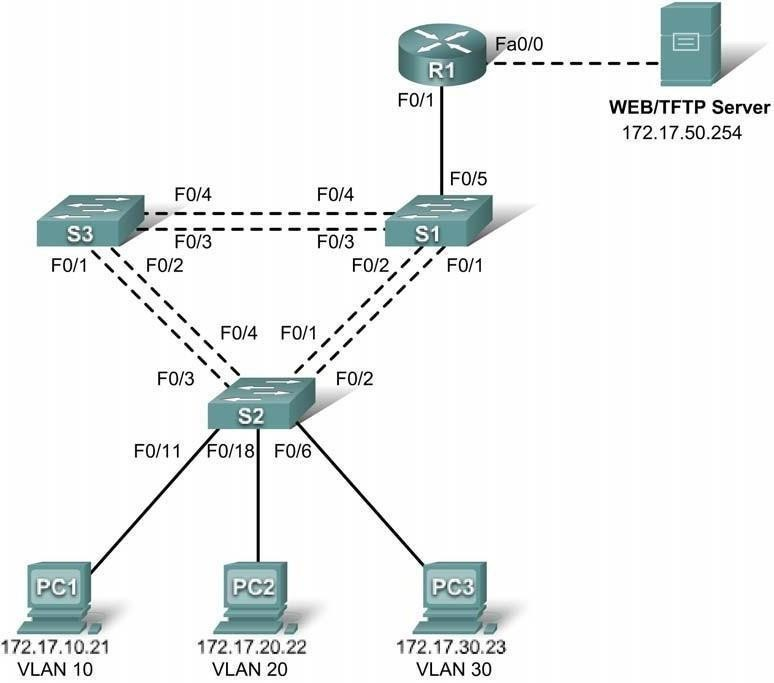 Fa0/0
R1
F0/1
WEB/TFTP Server
172.17.50.254
F0/5
F0/4
F0/4
S3
S1
F0/3
F0/3
F0/1
F0/2
F0/2
F0/1
F0/4
F0/1
F0/3
F0/2
S2
F0/11
F0/18
F0/6
PC1
PC2
PC3
172.17.10.21
172.17.20.22
172.17.30.23
VLAN 10
VLAN 20
VLAN 30